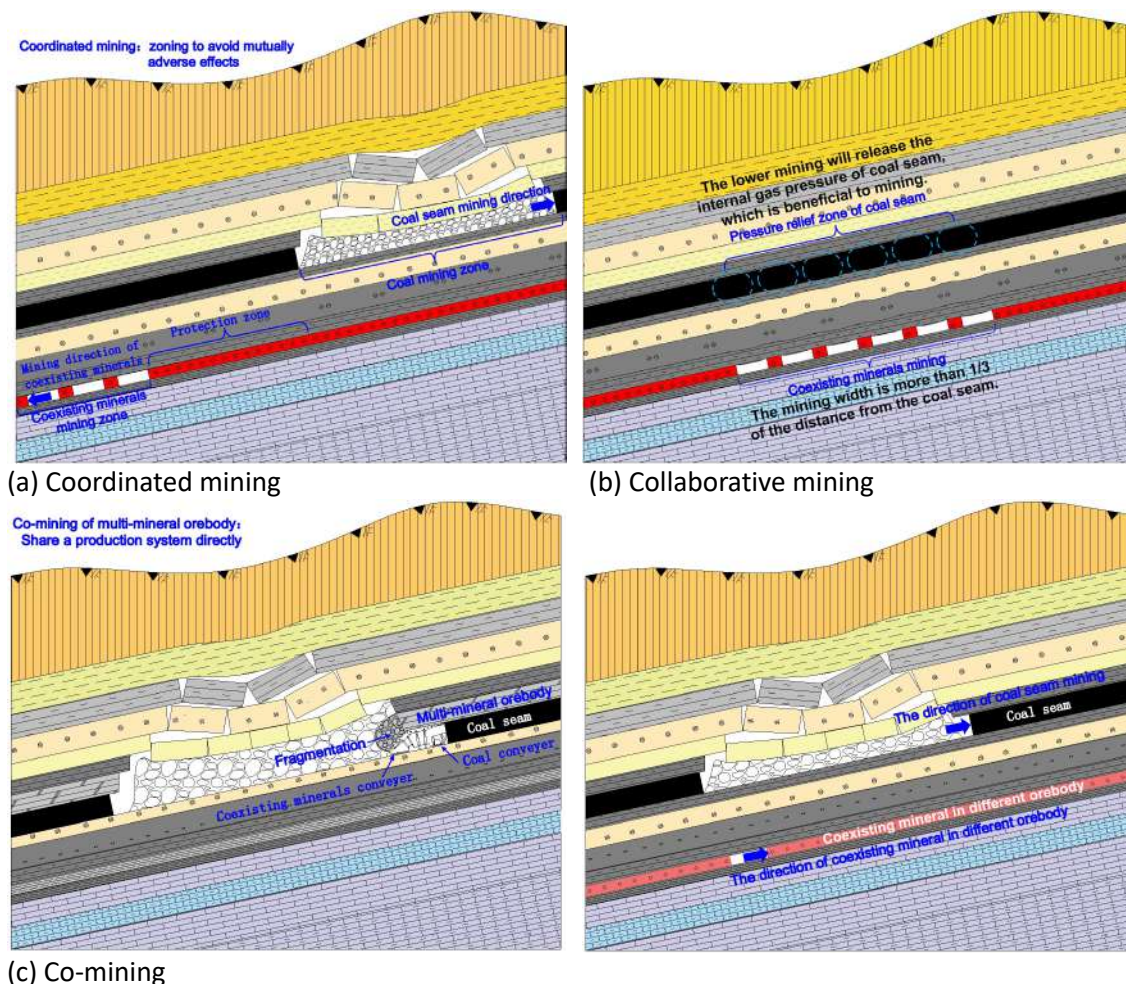 Coordinated mining: zoning to avoid mutually
adverse effects
Coal seam mining direction
Coal mining zone
Protection zone
Mining direction of
coexisting minerals
Coexisting minerals
mining zone
(a) Coordinated mining
The lower mining will release the
internal gas pressure of coal seam,
which is beneficial to mining.
Pressure relief zone of coal seam
Coexisting minerals mining
The mining width is more than 1/3
of the distance from the coal seam.
(b) Collaborative mining
Co-mining of multi-mineral orebody:
Share a production system directly
Multi-mineral orebody
Coal seam
Fragmentation
Coal conveyer
Coexisting minerals conveyer
The direction of coal seam mining
Coal seam
Coexisting mineral in different orebody
The direction of coexisting mineral in different orebody
(c) Co-mining